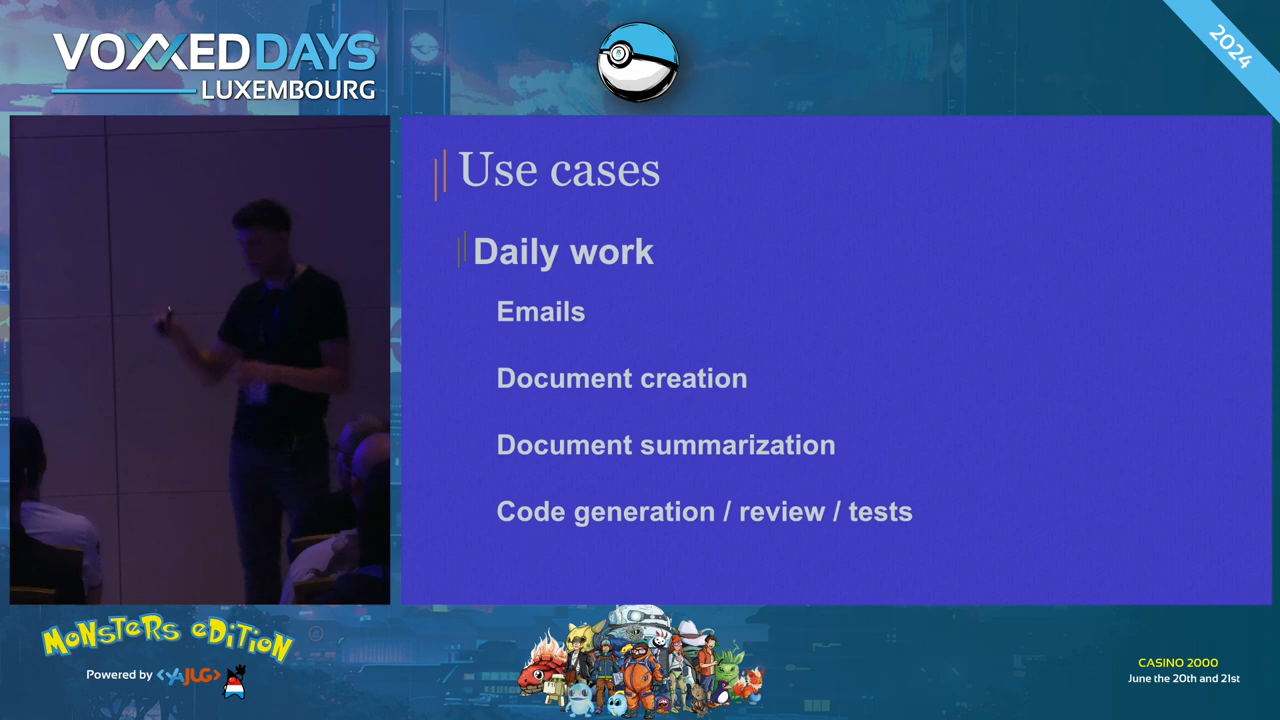 VOXXEDDAYS
LUXEMBOURG
2024
Use cases
Daily work
Emails
Document creation
Document summarization
Code generation / review / tests
MONSTERS EDITION
Powered by <YAJUG>
CASINO 2000
June the 20th and 21st